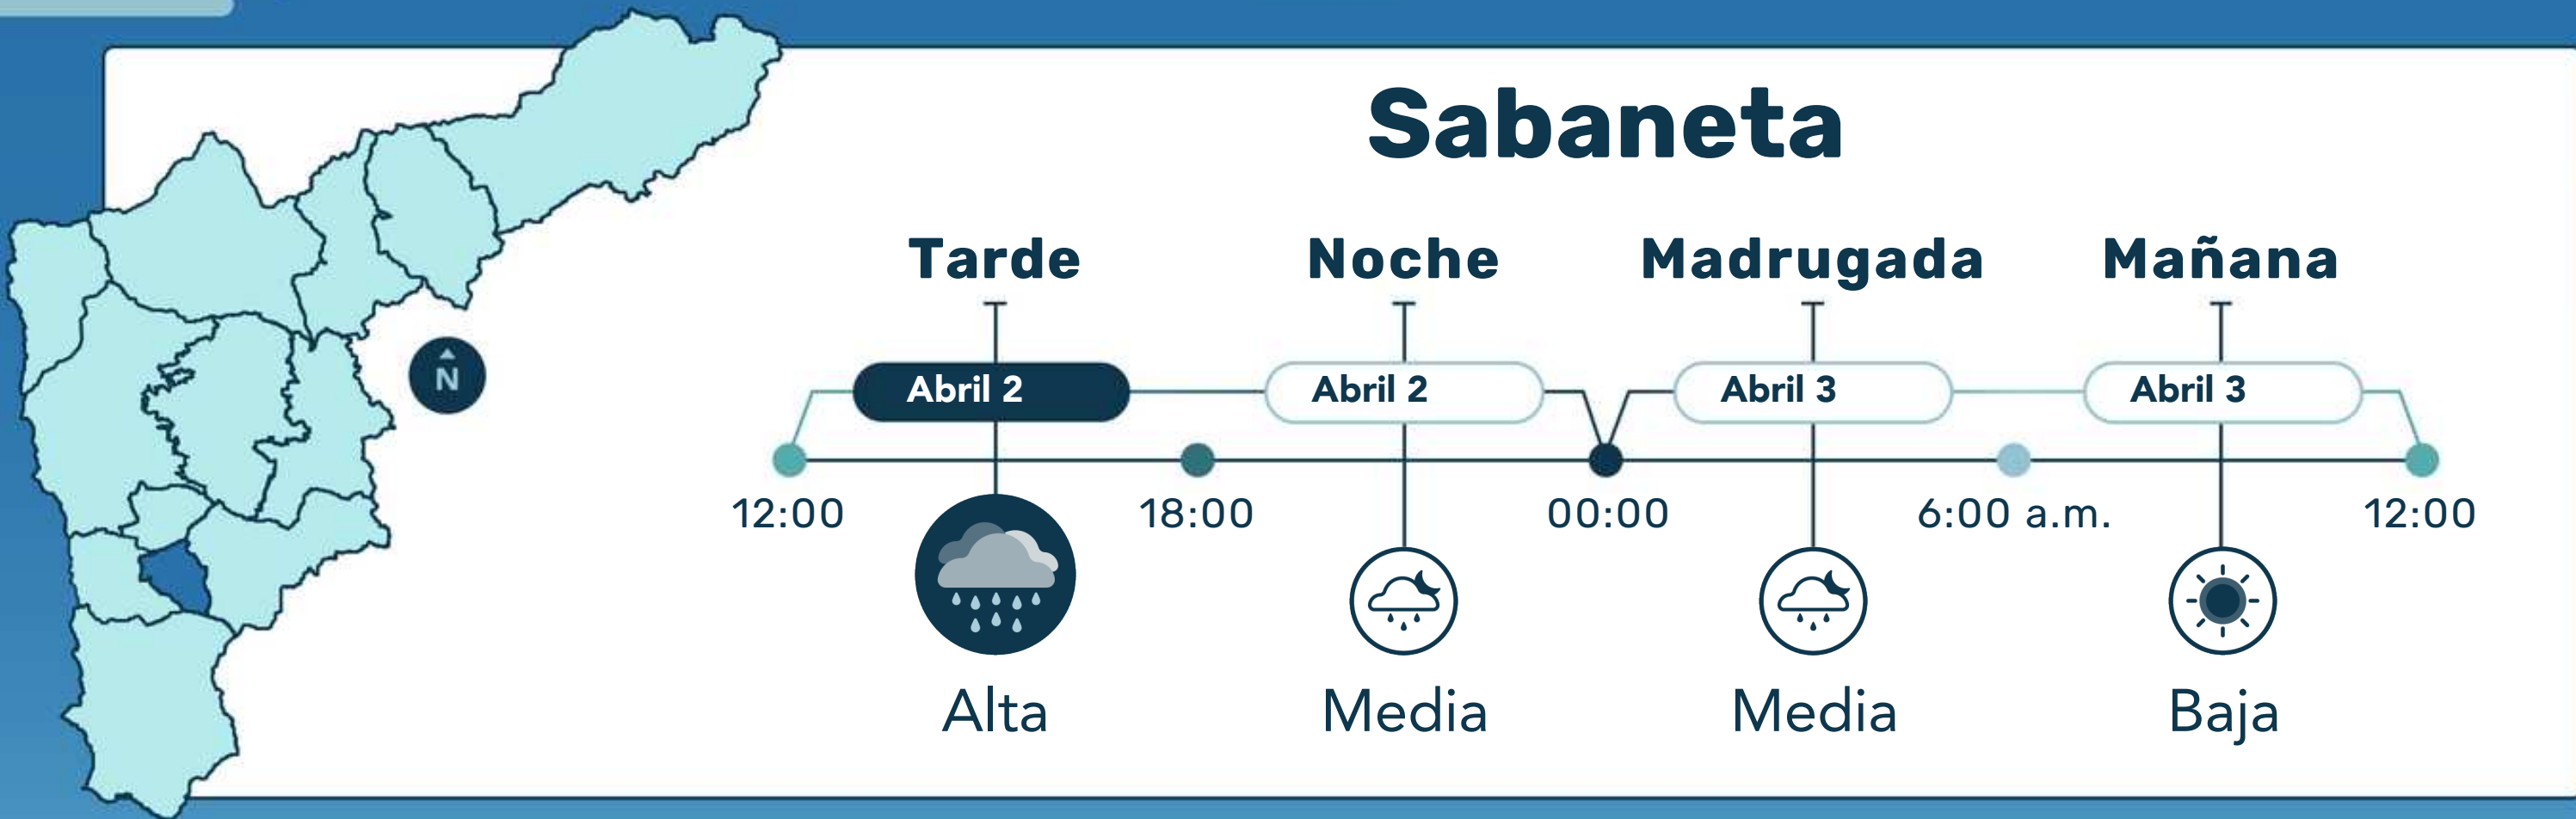 Sabaneta
Tarde Noche Madrugada Mañana
N
Abril 2 Abril 2 Abril 3 Abril 3
12:00 18:00 00:00 6:00 a.m. 12:00
Alta Media Media Baja